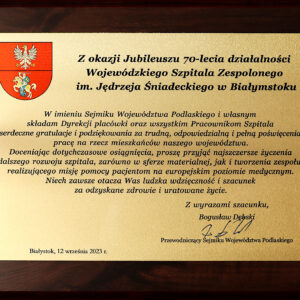 Z okazji Jubileuszu 70-lecia działalności
Wojewódzkiego Szpitala Zespolonego
im. Jędrzeja Śniadeckiego w Białymstoku
W imieniu Sejmiku Województwa Podlaskiego i własnym
składam Dyrekcji placówki oraz wszystkim Pracownikom Szpitala
serdeczne gratulacje i podziękowania za trudną, odpowiedzialną i pełną poświęcenia
pracę na rzecz mieszkańców naszego województwa.
Doceniając dotychczasowe osiągnięcia, proszę przyjąć najszczersze życzenia
dalszego rozwoju szpitala, zarówno w sferze materialnej, jak i tworzenia zespołu
realizującego misję pomocy pacjentom na europejskim poziomie medycznym.
Niech zawsze otacza Was ludzka wdzięczność i szacunek
za odzyskane zdrowie i uratowane życie.
Z wyrazami szacunku,
Bogusław Dębski
Przewodniczący Sejmiku Województwa Podlaskiego
Białystok, 12 września 2023 r.